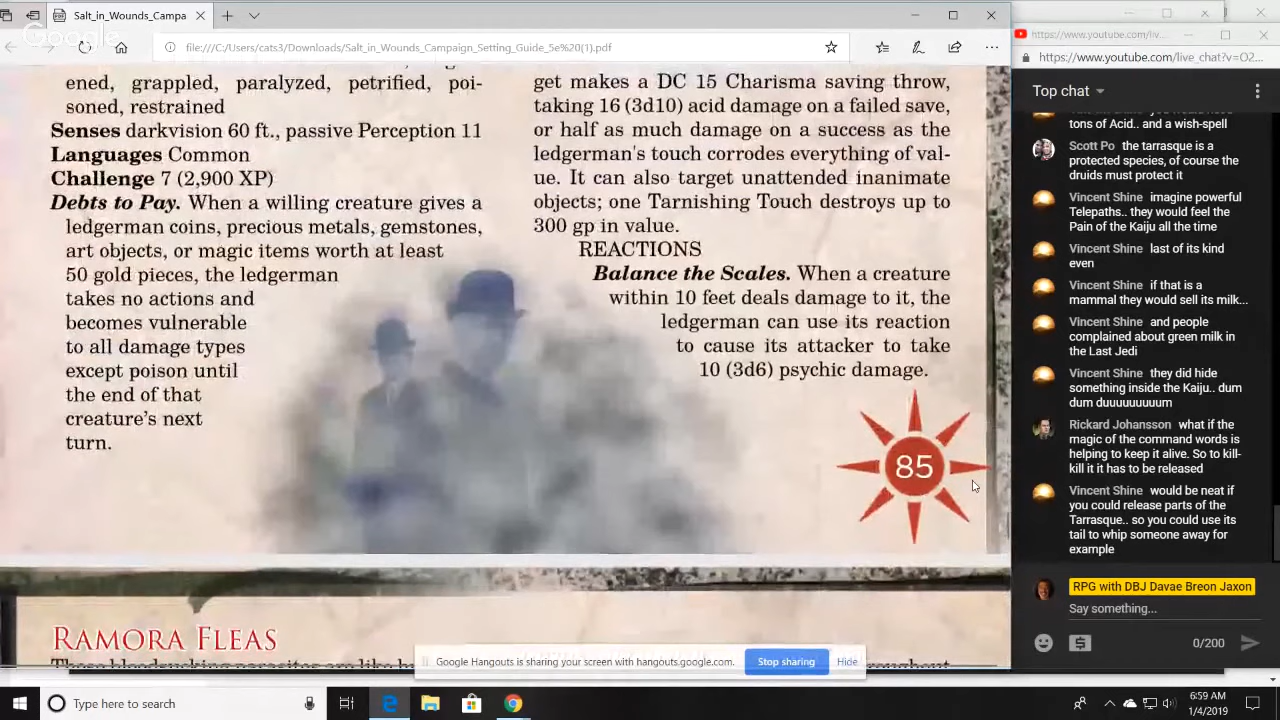 Salt_in_Wounds_Campa
Google
file:///C:/Users/cats3/Downloads/Salt_in_Wounds_Campaign_Setting_Guide_5e%20(1).pdf
ened, grappled, paralyzed, petrified, poi-
soned, restrained
Senses darkvision 60 ft., passive Perception 11
Languages Common
Challenge 7 (2,900 XP)
Debts to Pay. When a willing creature gives a
ledgerman coins, precious metals, gemstones,
art objects, or magic items worth at least
50 gold pieces, the ledgerman
takes no actions and
becomes vulnerable
to all damage types
except poison until
the end of that
creature's next
turn.
get makes a DC 15 Charisma saving throw,
taking 16 (3d10) acid damage on a failed save,
or half as much damage on a success as the
ledgerman's touch corrodes everything of val-
ue. It can also target unattended inanimate
objects; one Tarnishing Touch destroys up to
300 gp in value.
REACTIONS
Balance the Scales. When a creature
within 10 feet deals damage to it, the
ledgerman can use its reaction
to cause its attacker to take
10 (3d6) psychic damage.
85
Ramora Fleas
Google Hangouts is sharing your screen with hangouts.google.com.
Stop sharing
Hide
https://www.youtube.com/liv...
https://www.youtube.com/live_chat?v=O2...
Top chat
tons of Acid.. and a wish-spell
Scott Po the tarrasque is a
protected species, of course the
druids must protect it
Vincent Shine imagine powerful
Telepaths.. they would feel the
Pain of the Kaiju all the time
Vincent Shine last of its kind
even
Vincent Shine if that is a
mammal they would sell its milk...
Vincent Shine and people
complained about green milk in
the Last Jedi
Vincent Shine they did hide
something inside the Kaiju.. dum
dum duuuuuuuuum
Rickard Johansson what if the
magic of the command words is
helping to keep it alive. So to kill-
kill it it has to be released
Vincent Shine would be neat if
you could release parts of the
Tarrasque.. so you could use its
tail to whip someone away for
example
RPG with DBJ Davae Breon Jaxon
Say something...
0/200
Type here to search
6:59 AM
1/4/2019